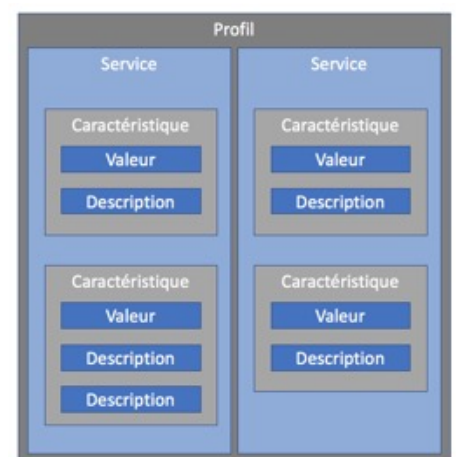 Profil
Service
Caractéristique
Valeur
Description
Caractéristique
Valeur
Description
Description
Service
Caractéristique
Valeur
Description
Caractéristique
Valeur
Description